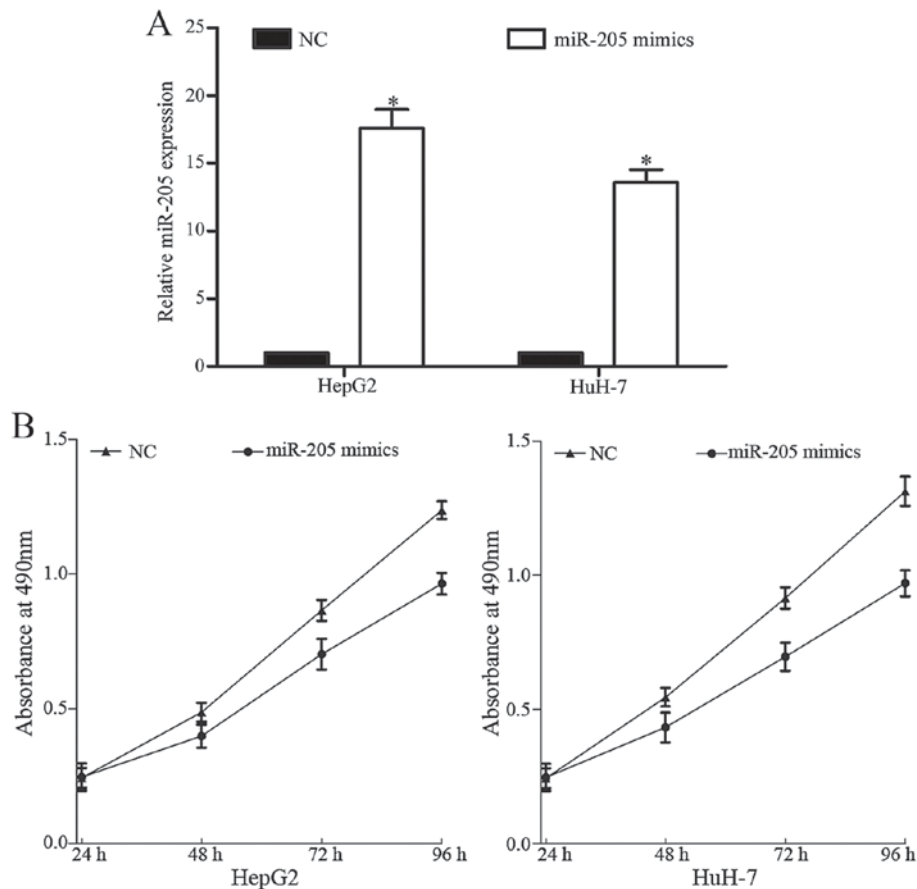 A
NC
miR-205 mimics
Relative miR-205 expression
25
20
15
10
5
0
*
*
HepG2
HuH-7
B
NC
miR-205 mimics
Absorbance at 490nm
1.5
1.0
0.5
0.0
24 h
48 h
72 h
96 h
HepG2
NC
miR-205 mimics
Absorbance at 490nm
1.5
1.0
0.5
0.0
24 h
48 h
72 h
96 h
HuH-7